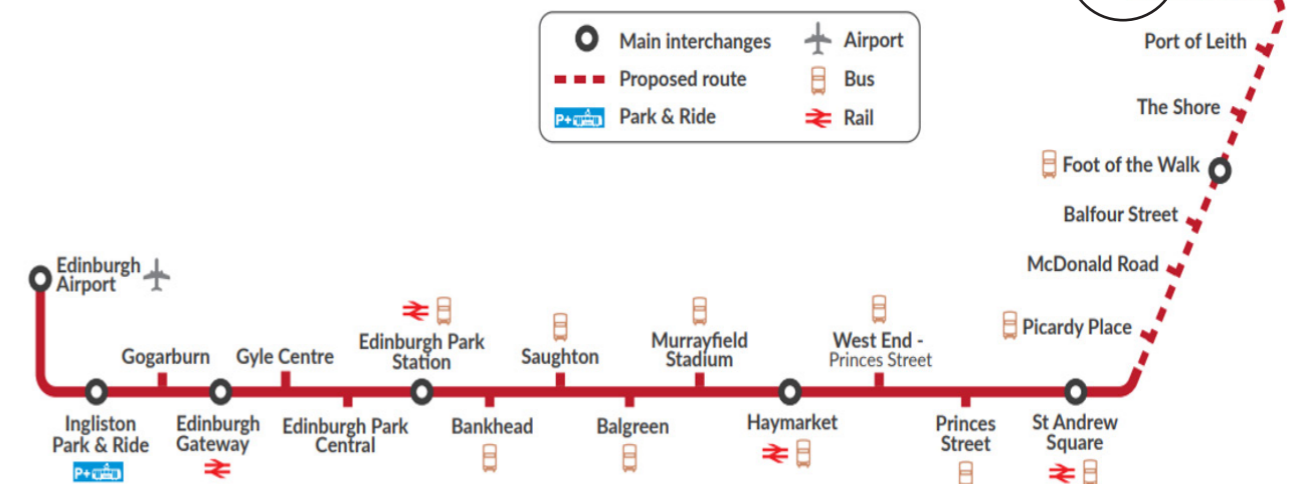 Main interchanges
Airport
Proposed route
Bus
P+
Park & Ride
Rail
Port of Leith
The Shore
Foot of the Walk
Balfour Street
McDonald Road
Picardy Place
Edinburgh
Airport
Gogarburn
Gyle Centre
Edinburgh Park
Station
Saughton
Murrayfield
Stadium
West End -
Princes Street
Ingliston
Park & Ride
P+
Edinburgh
Gateway
Edinburgh Park
Central
Bankhead
Balgreen
Haymarket
Princes
Street
St Andrew
Square